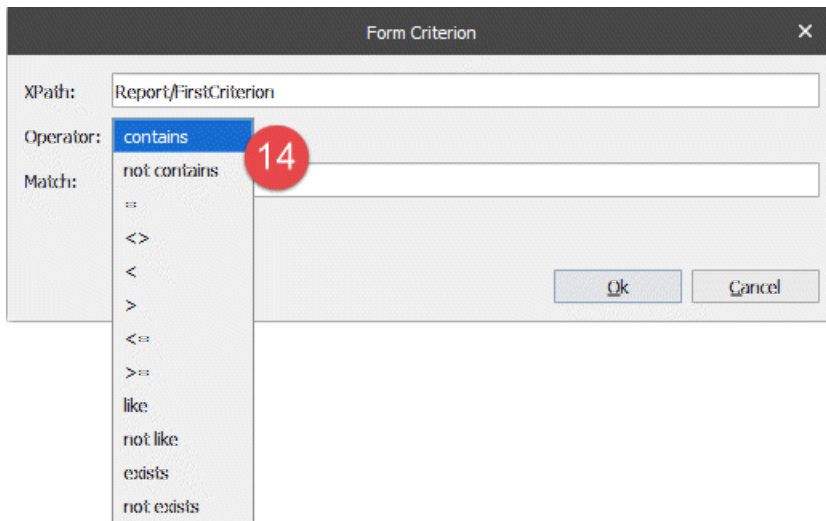 Form Criterion
XPath: Report/FirstCriterion
Operator: contains
14
not contains
Match:
=
<>
<
>
<=
>=
like
not like
exists
not exists
Ok Cancel